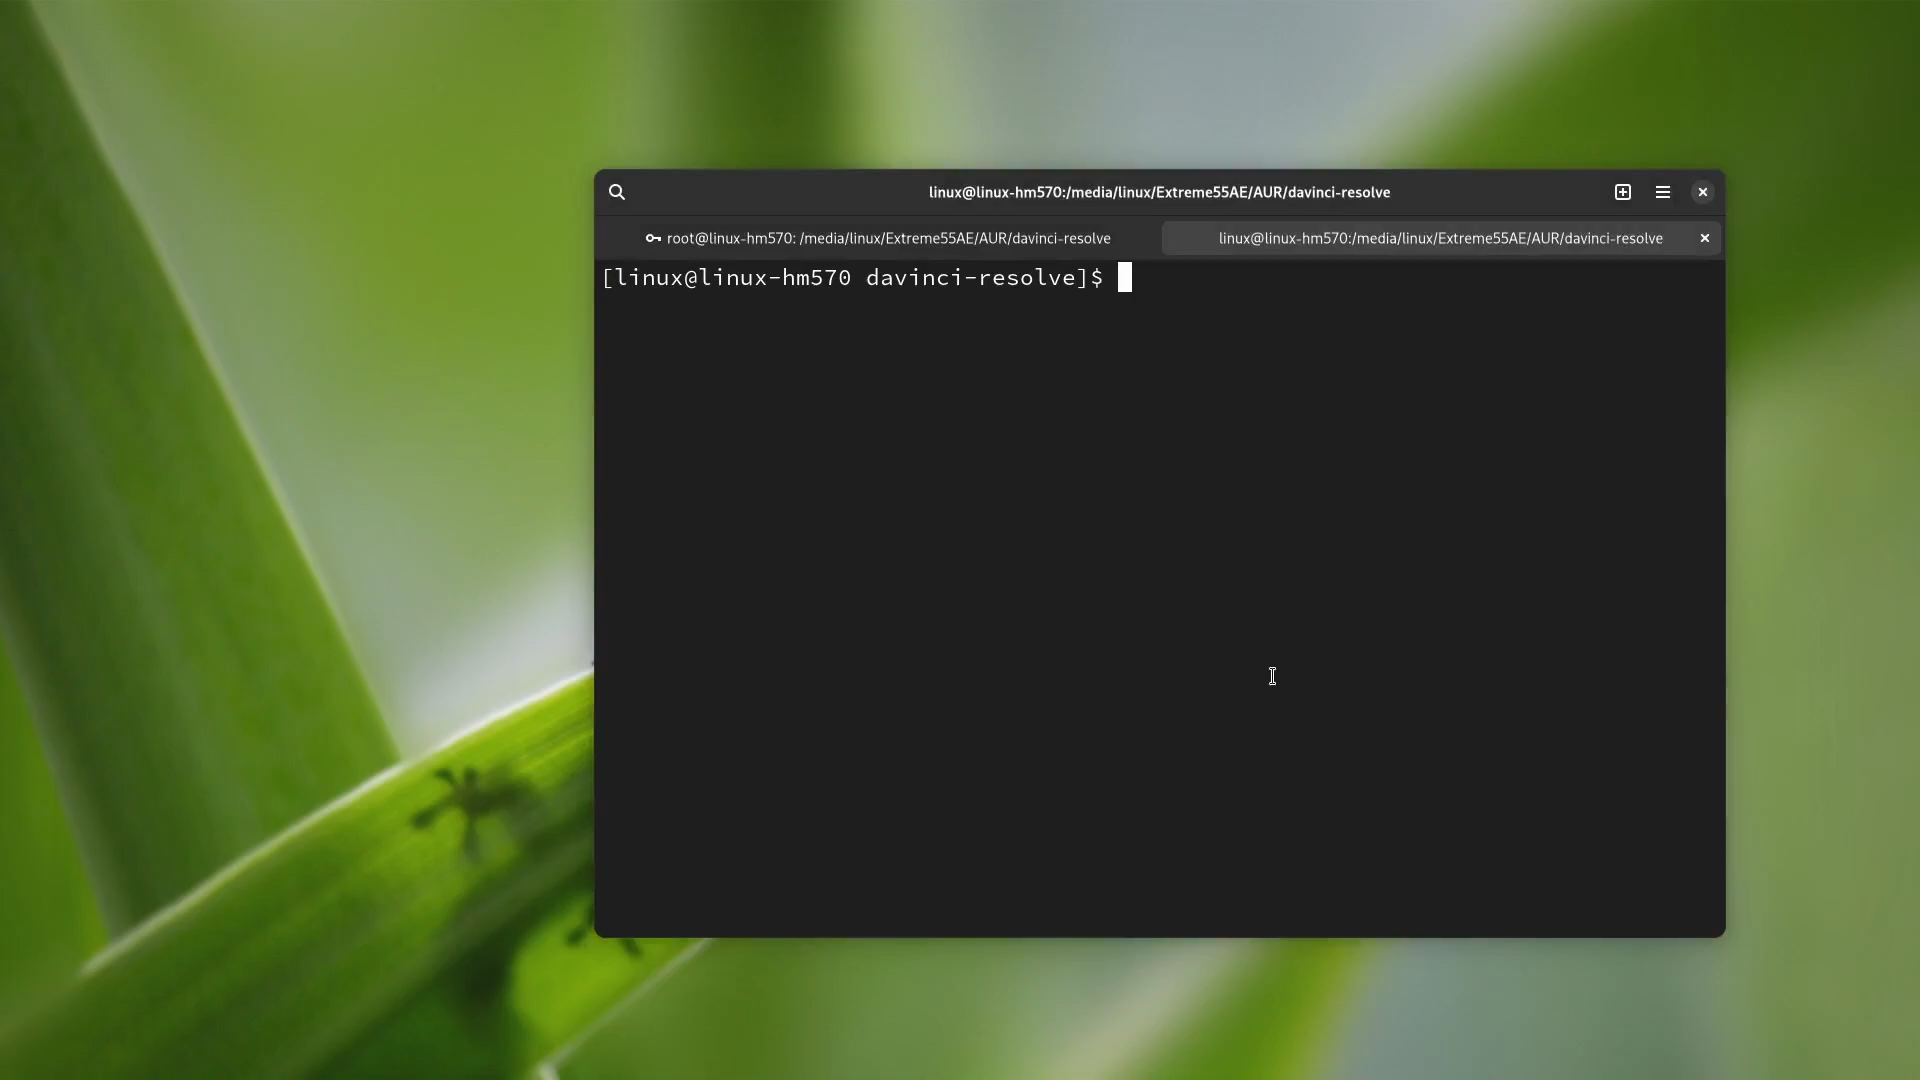 linux@linux-hm570:/media/linux/Extreme55AE/AUR/davinci-resolve
root@linux-hm570: /media/linux/Extreme55AE/AUR/davinci-resolve
linux@linux-hm570:/media/linux/Extreme55AE/AUR/davinci-resolve
[linux@linux-hm570 davinci-resolve]$